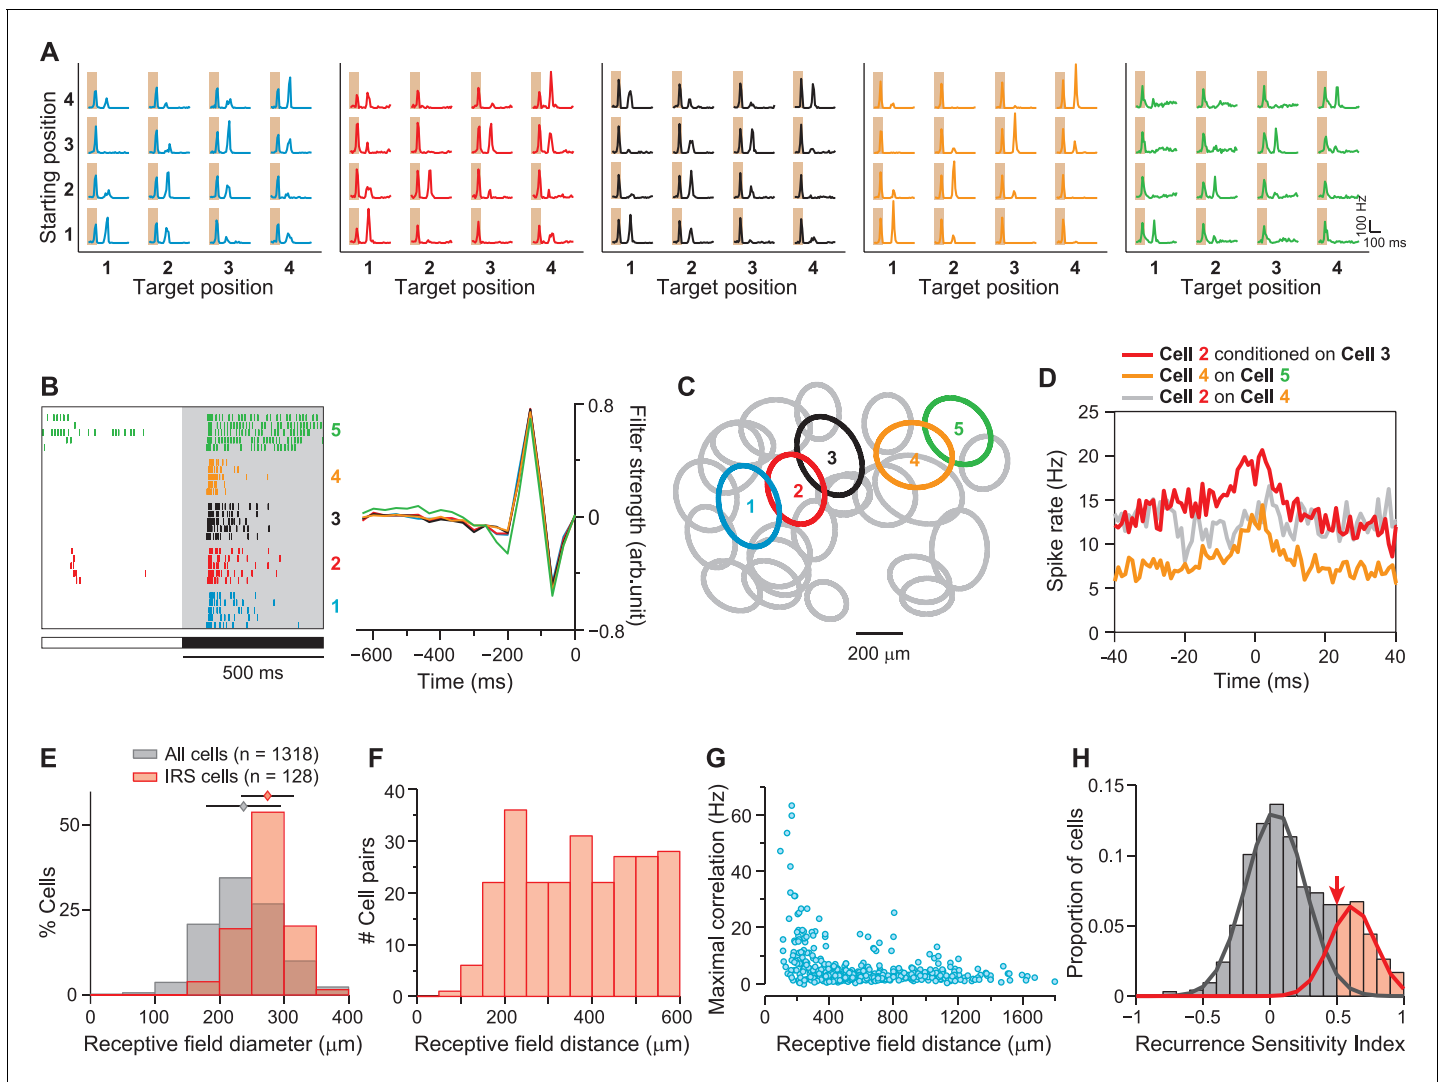 A
Starting position
4
3
2
1
1 2 3 4
Target position
1 2 3 4
Target position
1 2 3 4
Target position
1 2 3 4
Target position
1 2 3 4
Target position
100 Hz
100 ms
B
5
4
3
2
1
500 ms
0.8
0
−0.8
Filter strength (arb.unit)
−600 −400 −200 0
Time (ms)
C
1
2
3
4
5
200 μm
Cell 2 conditioned on Cell 3
Cell 4 on Cell 5
Cell 2 on Cell 4
D
Spike rate (Hz)
25
20
15
10
5
0
−40 −20 0 20 40
Time (ms)
E
All cells (n = 1318)
IRS cells (n = 128)
% Cells
50
25
0
0 100 200 300 400
Receptive field diameter (μm)
F
# Cell pairs
40
30
20
10
0
0 200 400 600
Receptive field distance (μm)
G
Maximal correlation (Hz)
60
40
20
0
0 400 800 1200 1600
Receptive field distance (μm)
H
Proportion of cells
0.15
0.1
0.05
0
−1 −0.5 0 0.5 1
Recurrence Sensitivity Index